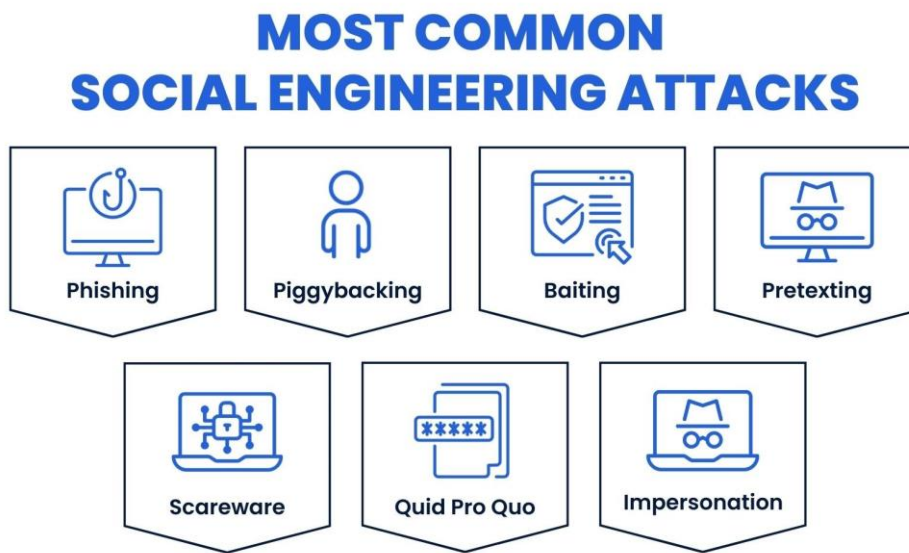 MOST COMMON
SOCIAL ENGINEERING ATTACKS
Phishing
Piggybacking
Baiting
Pretexting
*****
Scareware
Quid Pro Quo
Impersonation